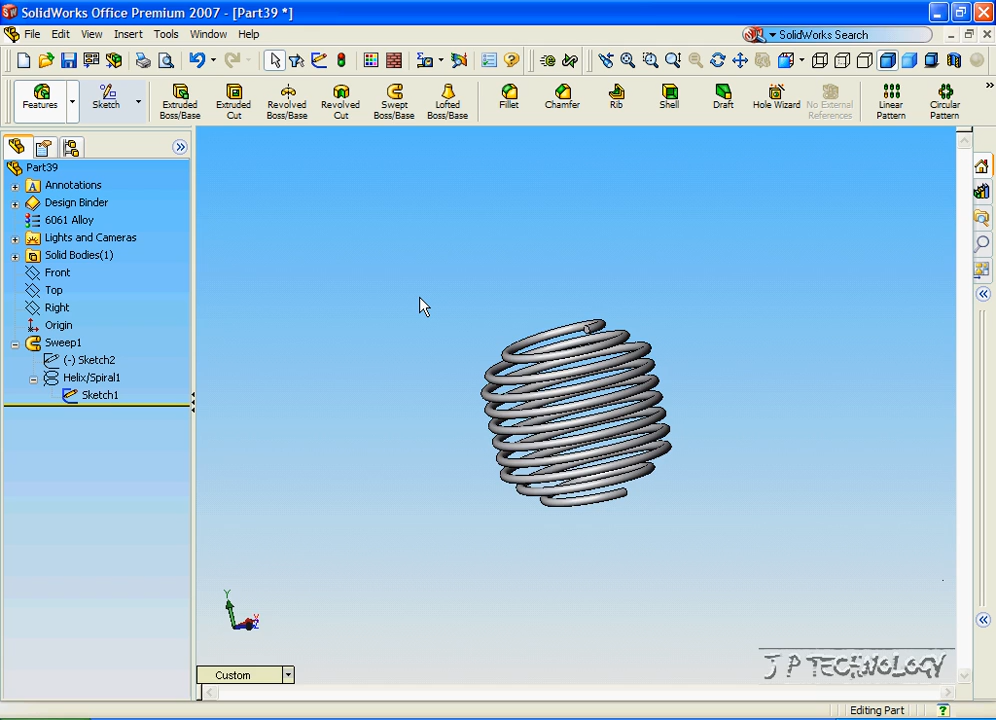 SolidWorks Office Premium 2007 - [Part39 *]
File Edit View Insert Tools Window Help SolidWorks Search
Features Sketch Extruded Boss/Base Extruded Cut Revolved Boss/Base Revolved Cut Swept Boss/Base Lofted Boss/Base Fillet Chamfer Rib Shell Draft Hole Wizard No External References Linear Pattern Circular Pattern
Part39
A Annotations
Design Binder
6061 Alloy
Lights and Cameras
Solid Bodies(1)
Front
Top
Right
Origin
Sweep1
(-) Sketch2
Helix/Spiral1
Sketch1
Y
X
Z
Custom
J P TECHNOLOGY
Editing Part